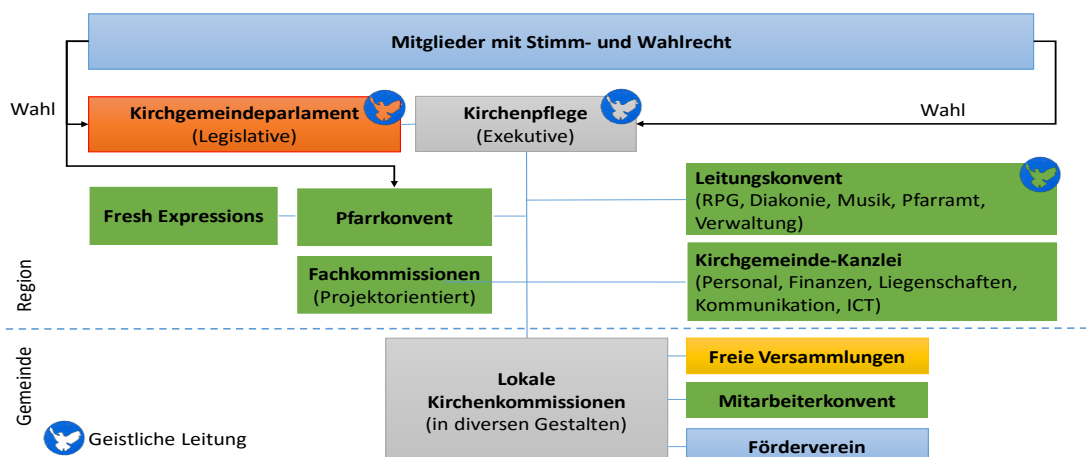 Mitglieder mit Stimm- und Wahlrecht
Wahl
Kirchgemeindeparlament
(Legislative)
Kirchenpflege
(Exekutive)
Wahl
Fresh Expressions
Pfarrkonvent
Leitungskonvent
(RPG, Diakonie, Musik, Pfarramt,
Verwaltung)
Fachkommissionen
(Projektorientiert)
Kirchgemeinde-Kanzlei
(Personal, Finanzen, Liegenschaften,
Kommunikation, ICT)
Region
Gemeinde
Lokale
Kirchenkommissionen
(in diversen Gestalten)
Freie Versammlungen
Mitarbeiterkonvent
Förderverein
Geistliche Leitung